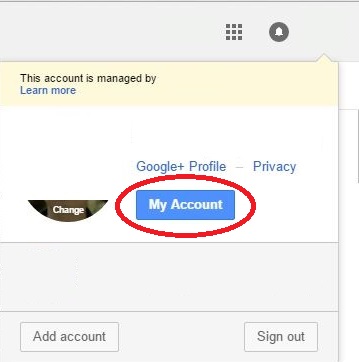 This account is managed by
Learn more
Google+ Profile – Privacy
Change
My Account
Add account
Sign out